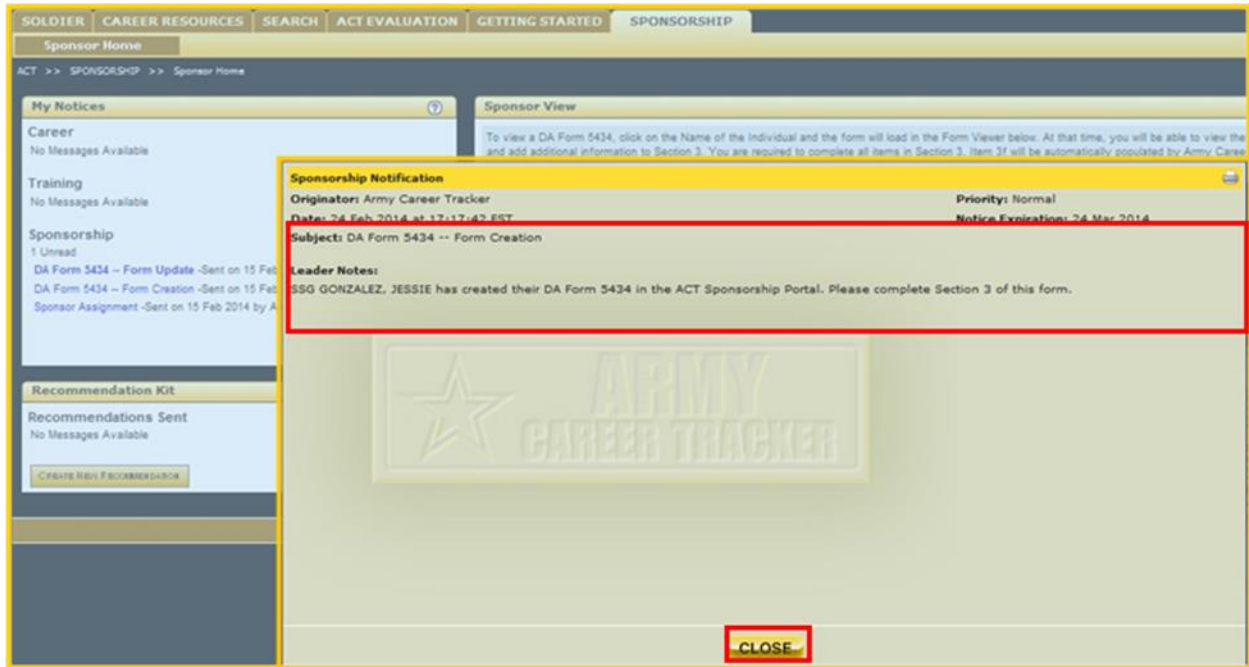 SOLDIER CAREER RESOURCES SEARCH ACT EVALUATION GETTING STARTED SPONSORSHIP
Sponsor Home
ACT >> SPONSORSHIP >> Sponsor Home
My Notices
Career
No Messages Available
Training
No Messages Available
Sponsorship
1 Unread
DA Form 5434 -- Form Update -Sent on 15 Feb
DA Form 5434 -- Form Creation -Sent on 15 Feb
Sponsor Assignment -Sent on 15 Feb 2014 by A
Recommendation Kit
Recommendations Sent
No Messages Available
CREATE NEW RECOMMENDATION
Sponsor View
To view a DA Form 5434, click on the Name of the Individual and the form will load in the Form Viewer below. At that time, you will be able to view the
and add additional information to Section 3. You are required to complete all items in Section 3. Item 3f will be automatically populated by Army Caree
Sponsorship Notification
Originator: Army Career Tracker
Priority: Normal
Date: 24 Feb 2014 at 17:17:42 EST
Notice Expiration: 24 Mar 2014
Subject: DA Form 5434 -- Form Creation
Leader Notes:
SSG GONZALEZ, JESSIE has created their DA Form 5434 in the ACT Sponsorship Portal. Please complete Section 3 of this form.
ARMY
CAREER TRACKER
CLOSE